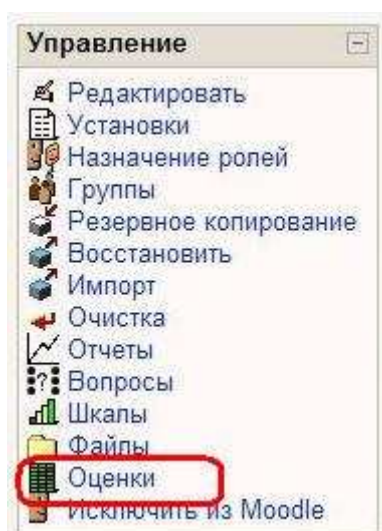 Управление
Редактировать
Установки
Назначение ролей
Группы
Резервное копирование
Восстановить
Импорт
Очистка
Отчеты
Вопросы
Шкалы
Файлы
Оценки
Исключить из Moodle